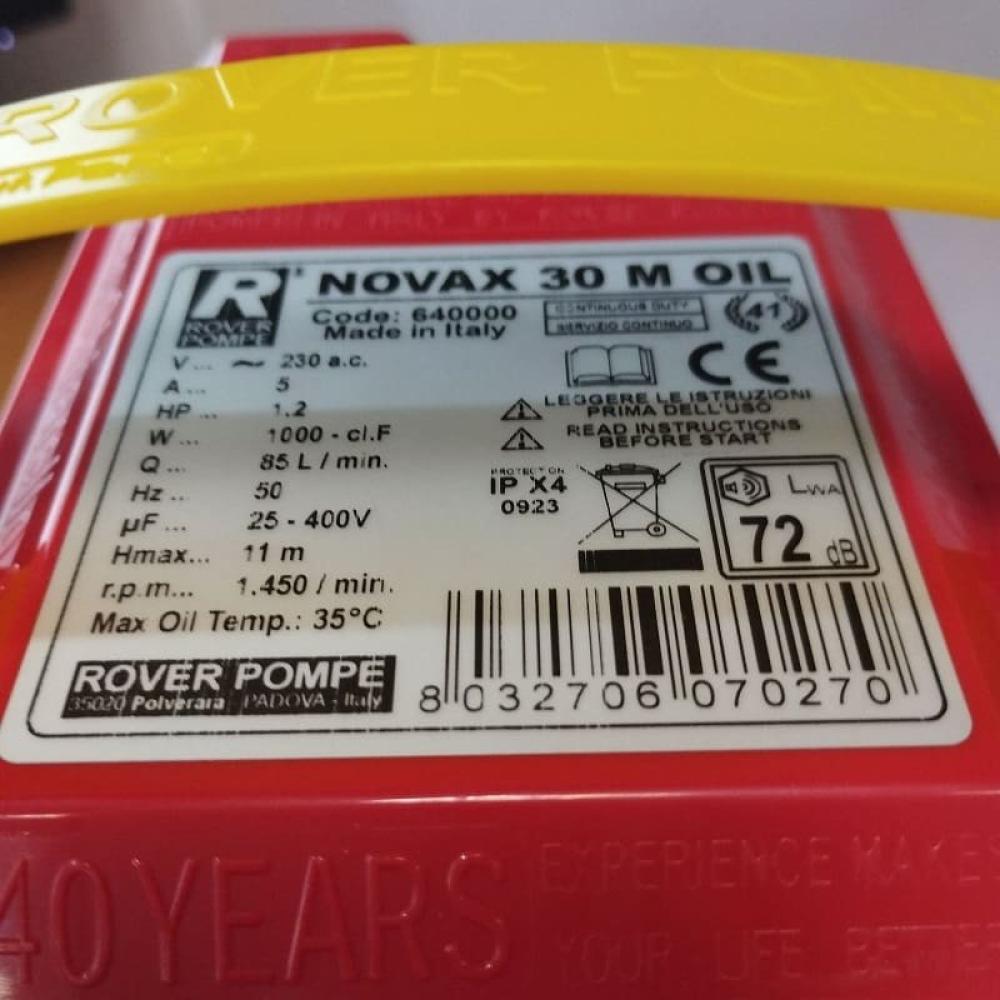 ROVER POM
NOVAX 30 M OIL
ROVER
POMPE
Code: 640000
Made in Italy
CONTINUOUS DUTY
SERVIZIO CONTINUO
41
V... ~ 230 a.c.
A... 5
HP... 1.2
W... 1000 - cl.F
Q... 85 L / min.
Hz... 50
µF... 25 - 400V
Hmax... 11 m
r.p.m... 1.450 / min.
Max Oil Temp.: 35°C
CE
LEGGERE LE ISTRUZIONI
PRIMA DELL'USO
READ INSTRUCTIONS
BEFORE START
PROTECTION
IP X4
0923
LWA
72 dB
ROVER POMPE
35020 Polverara PADOVA - Italy
8 032706 070270
40 YEARS
EXPERIENCE MAKES
YOUR LIFE BETTER